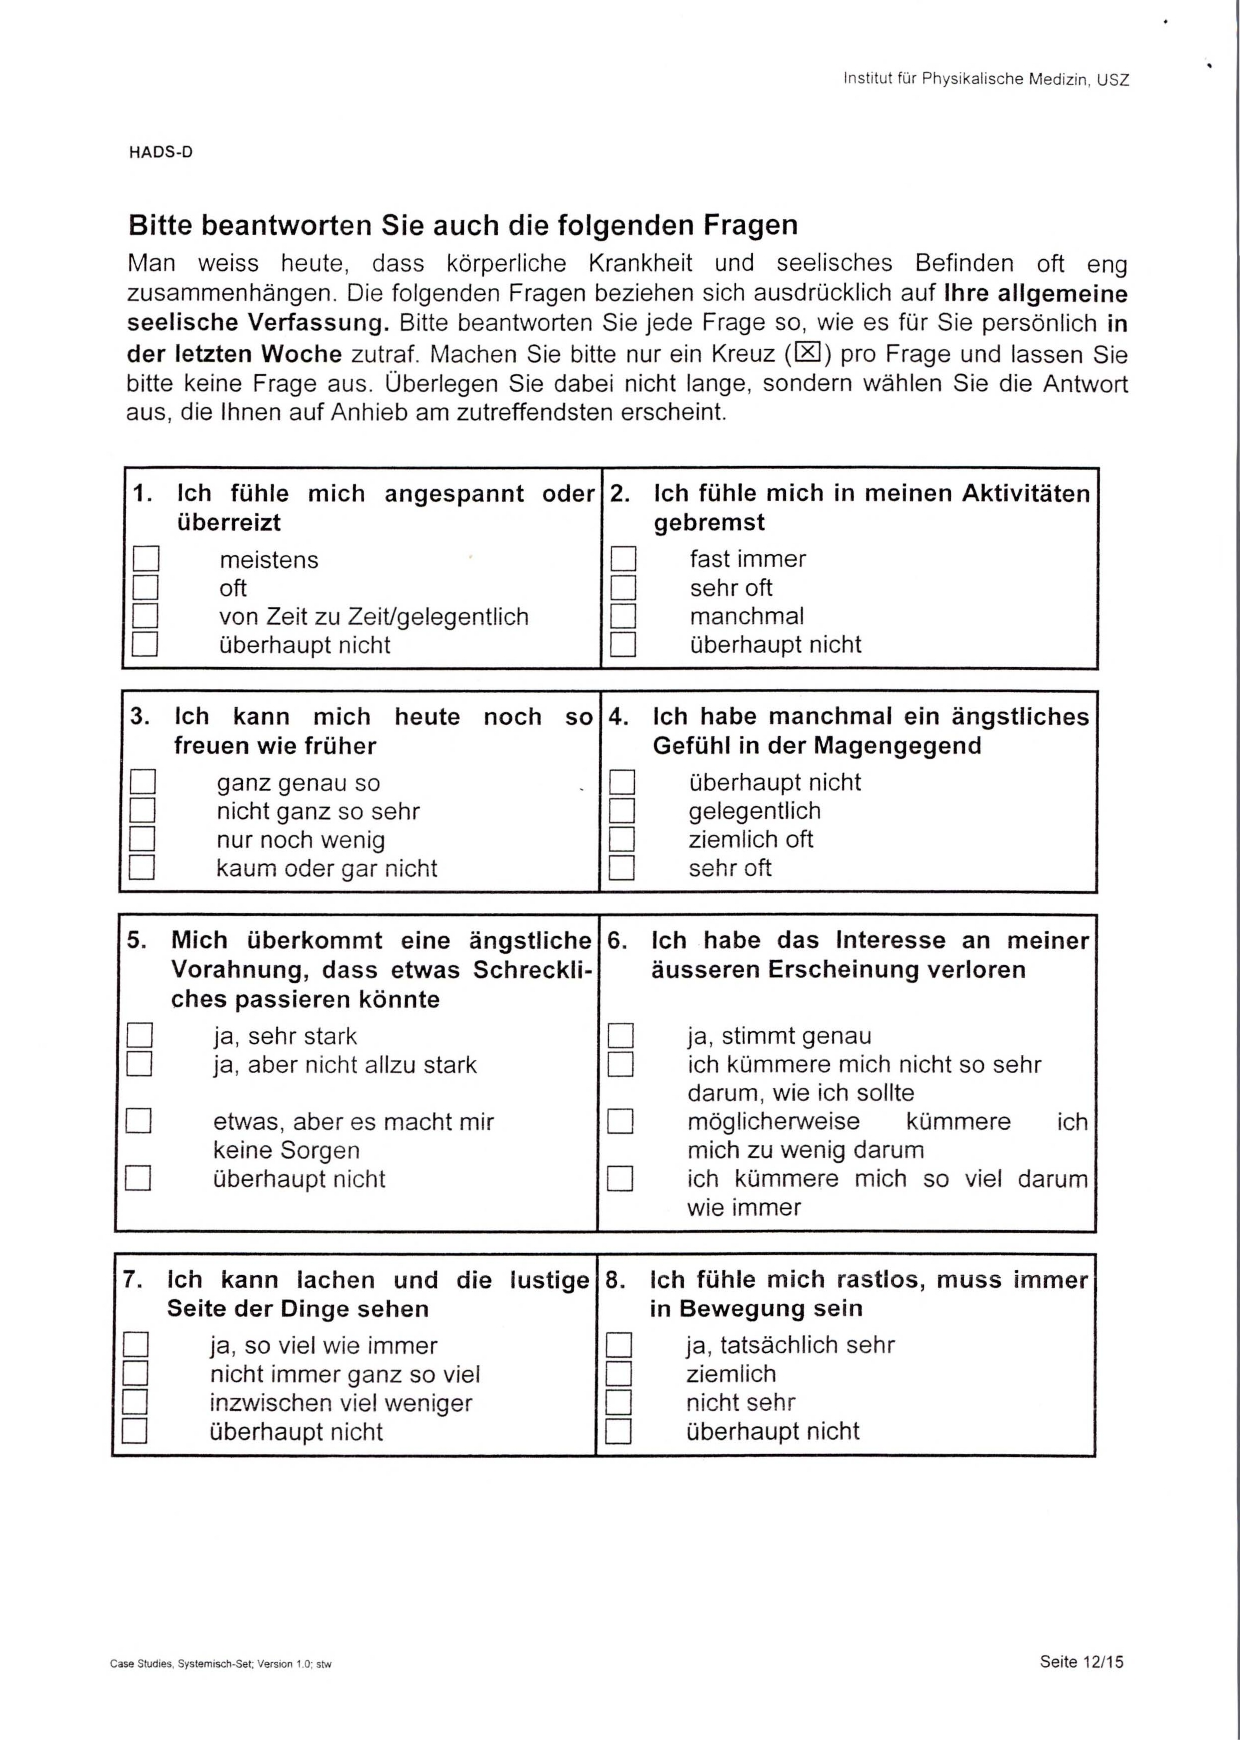 Institut für Physikalische Medizin, USZ
HADS-D
Bitte beantworten Sie auch die folgenden Fragen
Man weiss heute, dass körperliche Krankheit und seelisches Befinden oft eng
zusammenhängen. Die folgenden Fragen beziehen sich ausdrücklich auf Ihre allgemeine
seelische Verfassung. Bitte beantworten Sie jede Frage so, wie es für Sie persönlich in
der letzten Woche zutraf. Machen Sie bitte nur ein Kreuz (☒) pro Frage und lassen Sie
bitte keine Frage aus. Überlegen Sie dabei nicht lange, sondern wählen Sie die Antwort
aus, die Ihnen auf Anhieb am zutreffendsten erscheint.
1. Ich fühle mich angespannt oder
überreizt
meistens
oft
von Zeit zu Zeit/gelegentlich
überhaupt nicht
2. Ich fühle mich in meinen Aktivitäten
gebremst
fast immer
sehr oft
manchmal
überhaupt nicht
3. Ich kann mich heute noch so
freuen wie früher
ganz genau so
nicht ganz so sehr
nur noch wenig
kaum oder gar nicht
4. Ich habe manchmal ein ängstliches
Gefühl in der Magengegend
überhaupt nicht
gelegentlich
ziemlich oft
sehr oft
5. Mich überkommt eine ängstliche
Vorahnung, dass etwas Schreckli-
ches passieren könnte
ja, sehr stark
ja, aber nicht allzu stark
etwas, aber es macht mir
keine Sorgen
überhaupt nicht
6. Ich habe das Interesse an meiner
äusseren Erscheinung verloren
ja, stimmt genau
ich kümmere mich nicht so sehr
darum, wie ich sollte
möglicherweise kümmere ich
mich zu wenig darum
ich kümmere mich so viel darum
wie immer
7. Ich kann lachen und die lustige
Seite der Dinge sehen
ja, so viel wie immer
nicht immer ganz so viel
inzwischen viel weniger
überhaupt nicht
8. Ich fühle mich rastlos, muss immer
in Bewegung sein
ja, tatsächlich sehr
ziemlich
nicht sehr
überhaupt nicht
Case Studies, Systemisch-Set; Version 1.0; stw
Seite 12/15